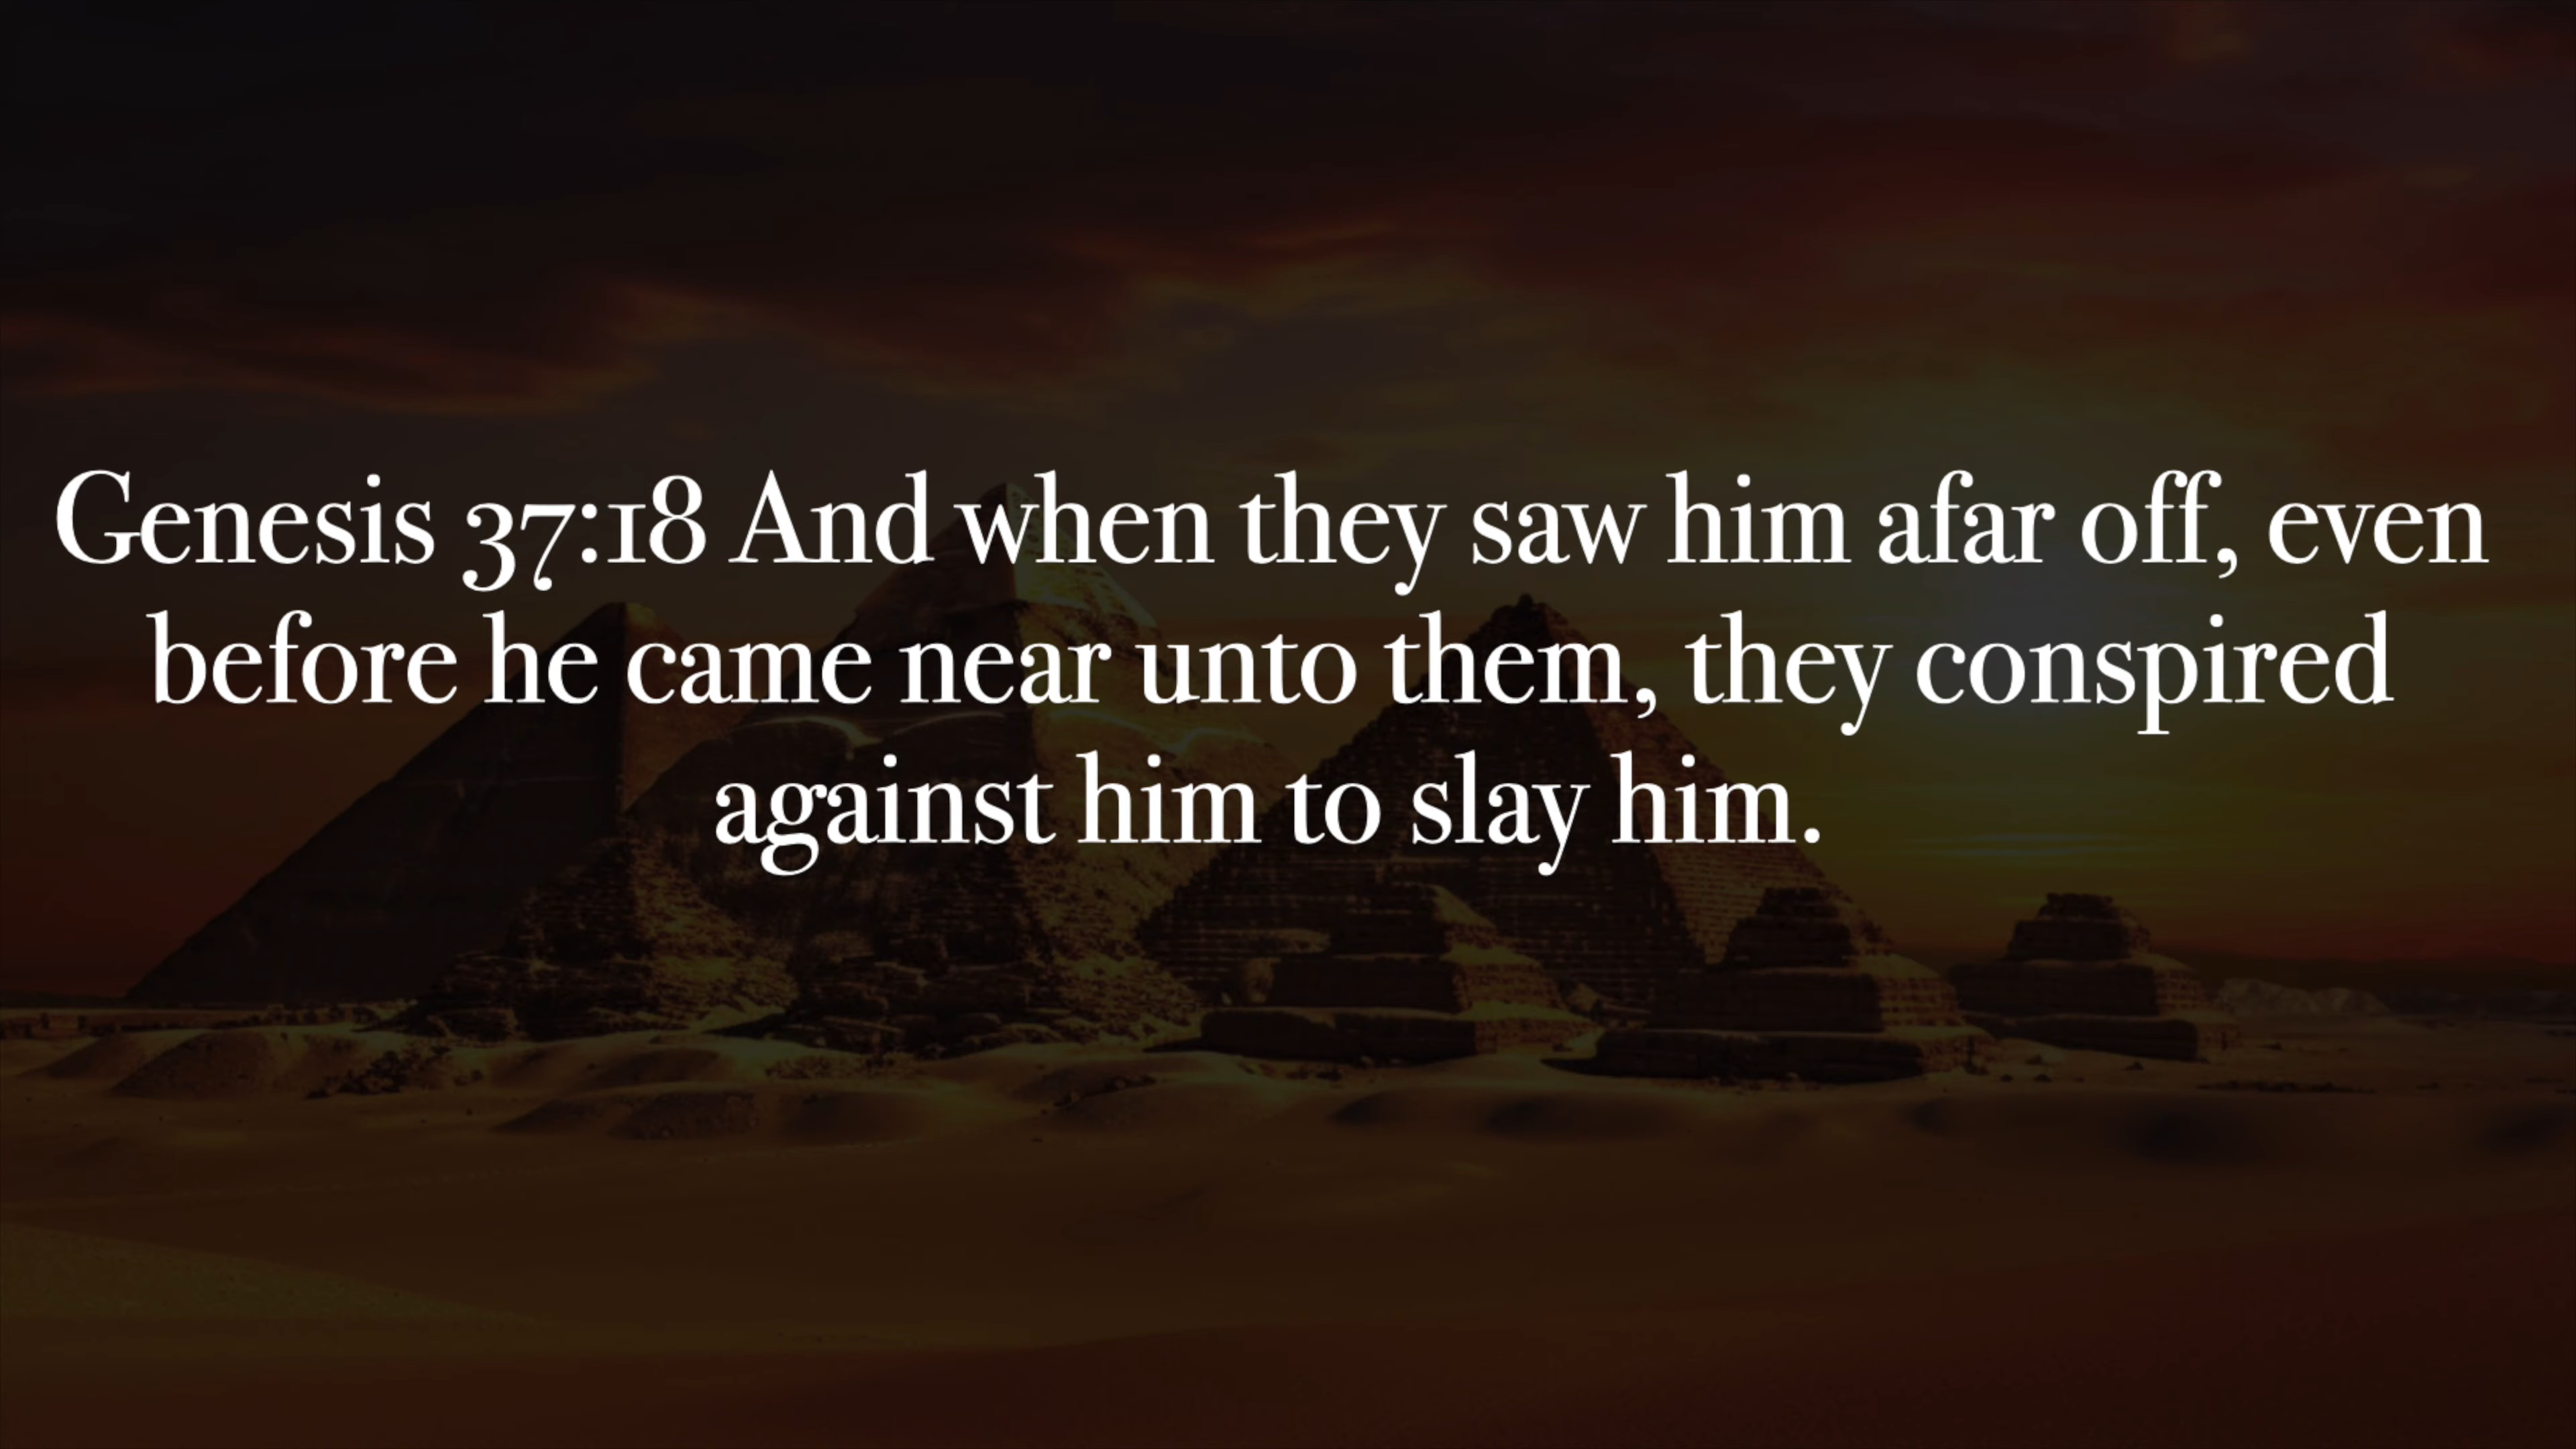 Genesis 37:18 And when they saw him afar off, even
before he came near unto them, they conspired
against him to slay him.